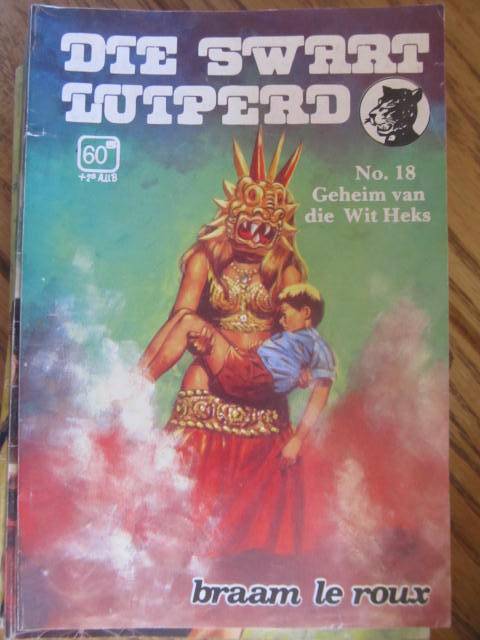 DIE SWART
LUIPERD
60c
No. 18
Geheim van
die Wit Heks
braam le roux